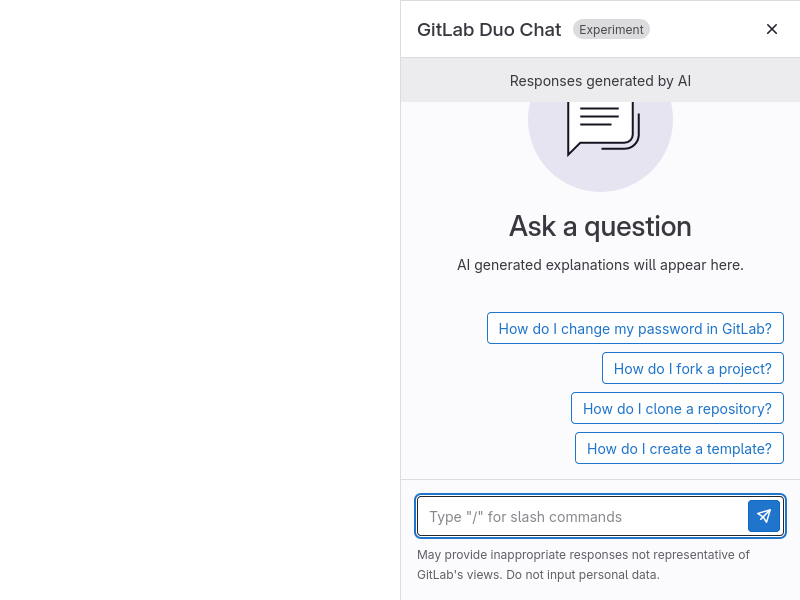 GitLab Duo Chat
Experiment
Responses generated by AI
Ask a question
AI generated explanations will appear here.
How do I change my password in GitLab?
How do I fork a project?
How do I clone a repository?
How do I create a template?
Type "/" for slash commands
May provide inappropriate responses not representative of
GitLab's views. Do not input personal data.